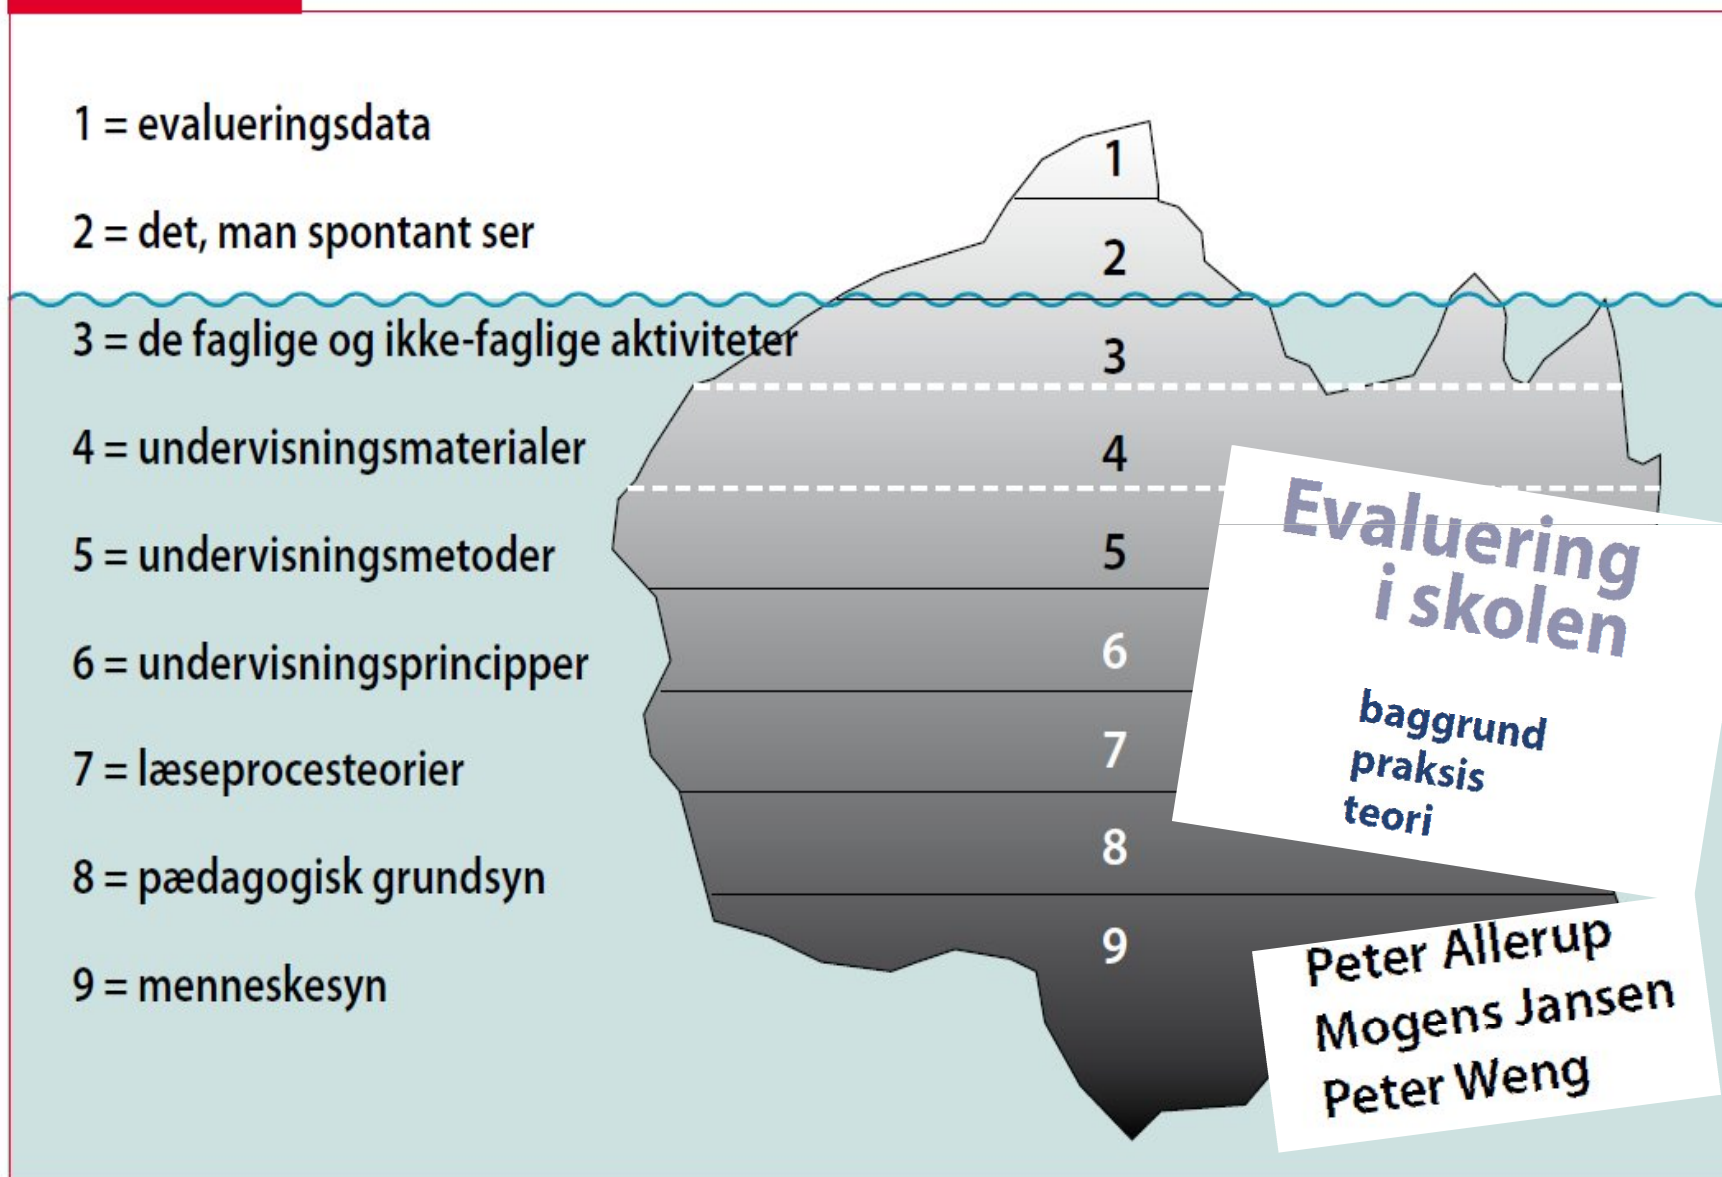 1 = evalueringsdata
2 = det, man spontant ser
3 = de faglige og ikke-faglige aktiviteter
4 = undervisningsmaterialer
5 = undervisningsmetoder
6 = undervisningsprincipper
7 = læseprocesteorier
8 = pædagogisk grundsyn
9 = menneskesyn
1
2
3
4
5
6
7
8
9
Evaluering
i skolen
baggrund
praksis
teori
Peter Allerup
Mogens Jansen
Peter Weng